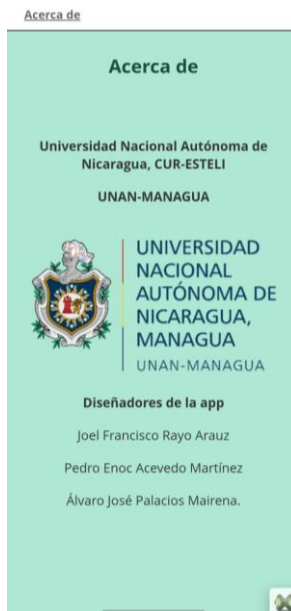 Acerca de
Acerca de
Universidad Nacional Autónoma de
Nicaragua, CUR-ESTELI
UNAN-MANAGUA
UNIVERSIDAD
NACIONAL
AUTÓNOMA DE
NICARAGUA,
MANAGUA
UNAN-MANAGUA
Diseñadores de la app
Joel Francisco Rayo Arauz
Pedro Enoc Acevedo Martínez
Álvaro José Palacios Mairena.